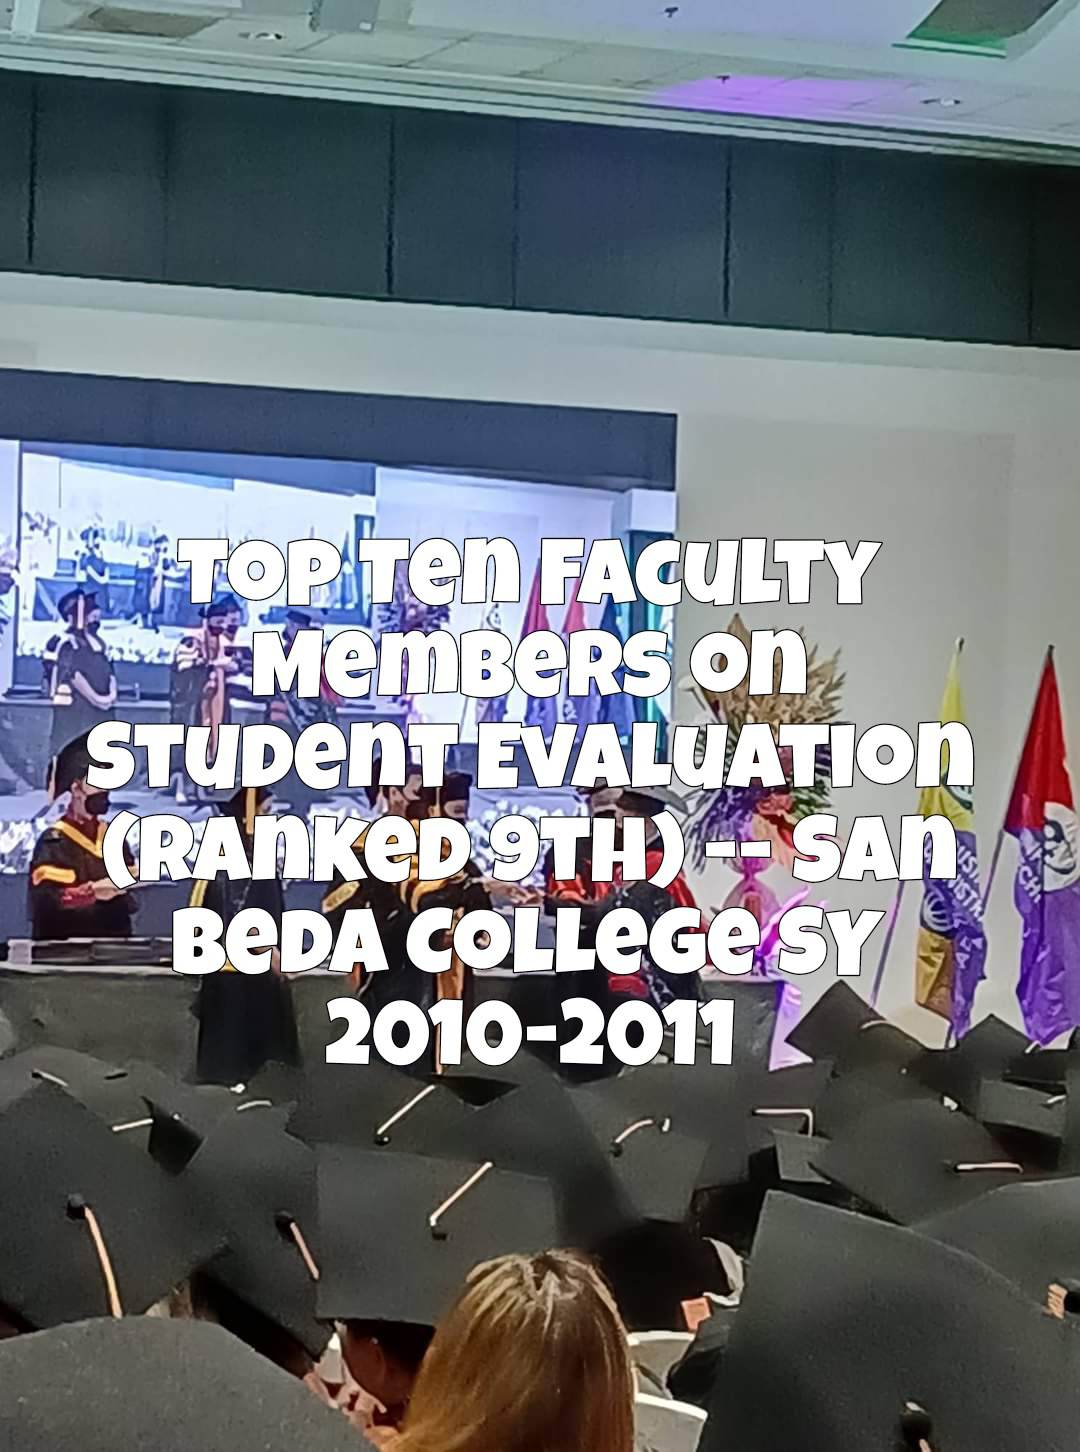 Top Ten Faculty
Members on
Student Evaluation
(Ranked 9th) -- San
Beda College SY
2010-2011